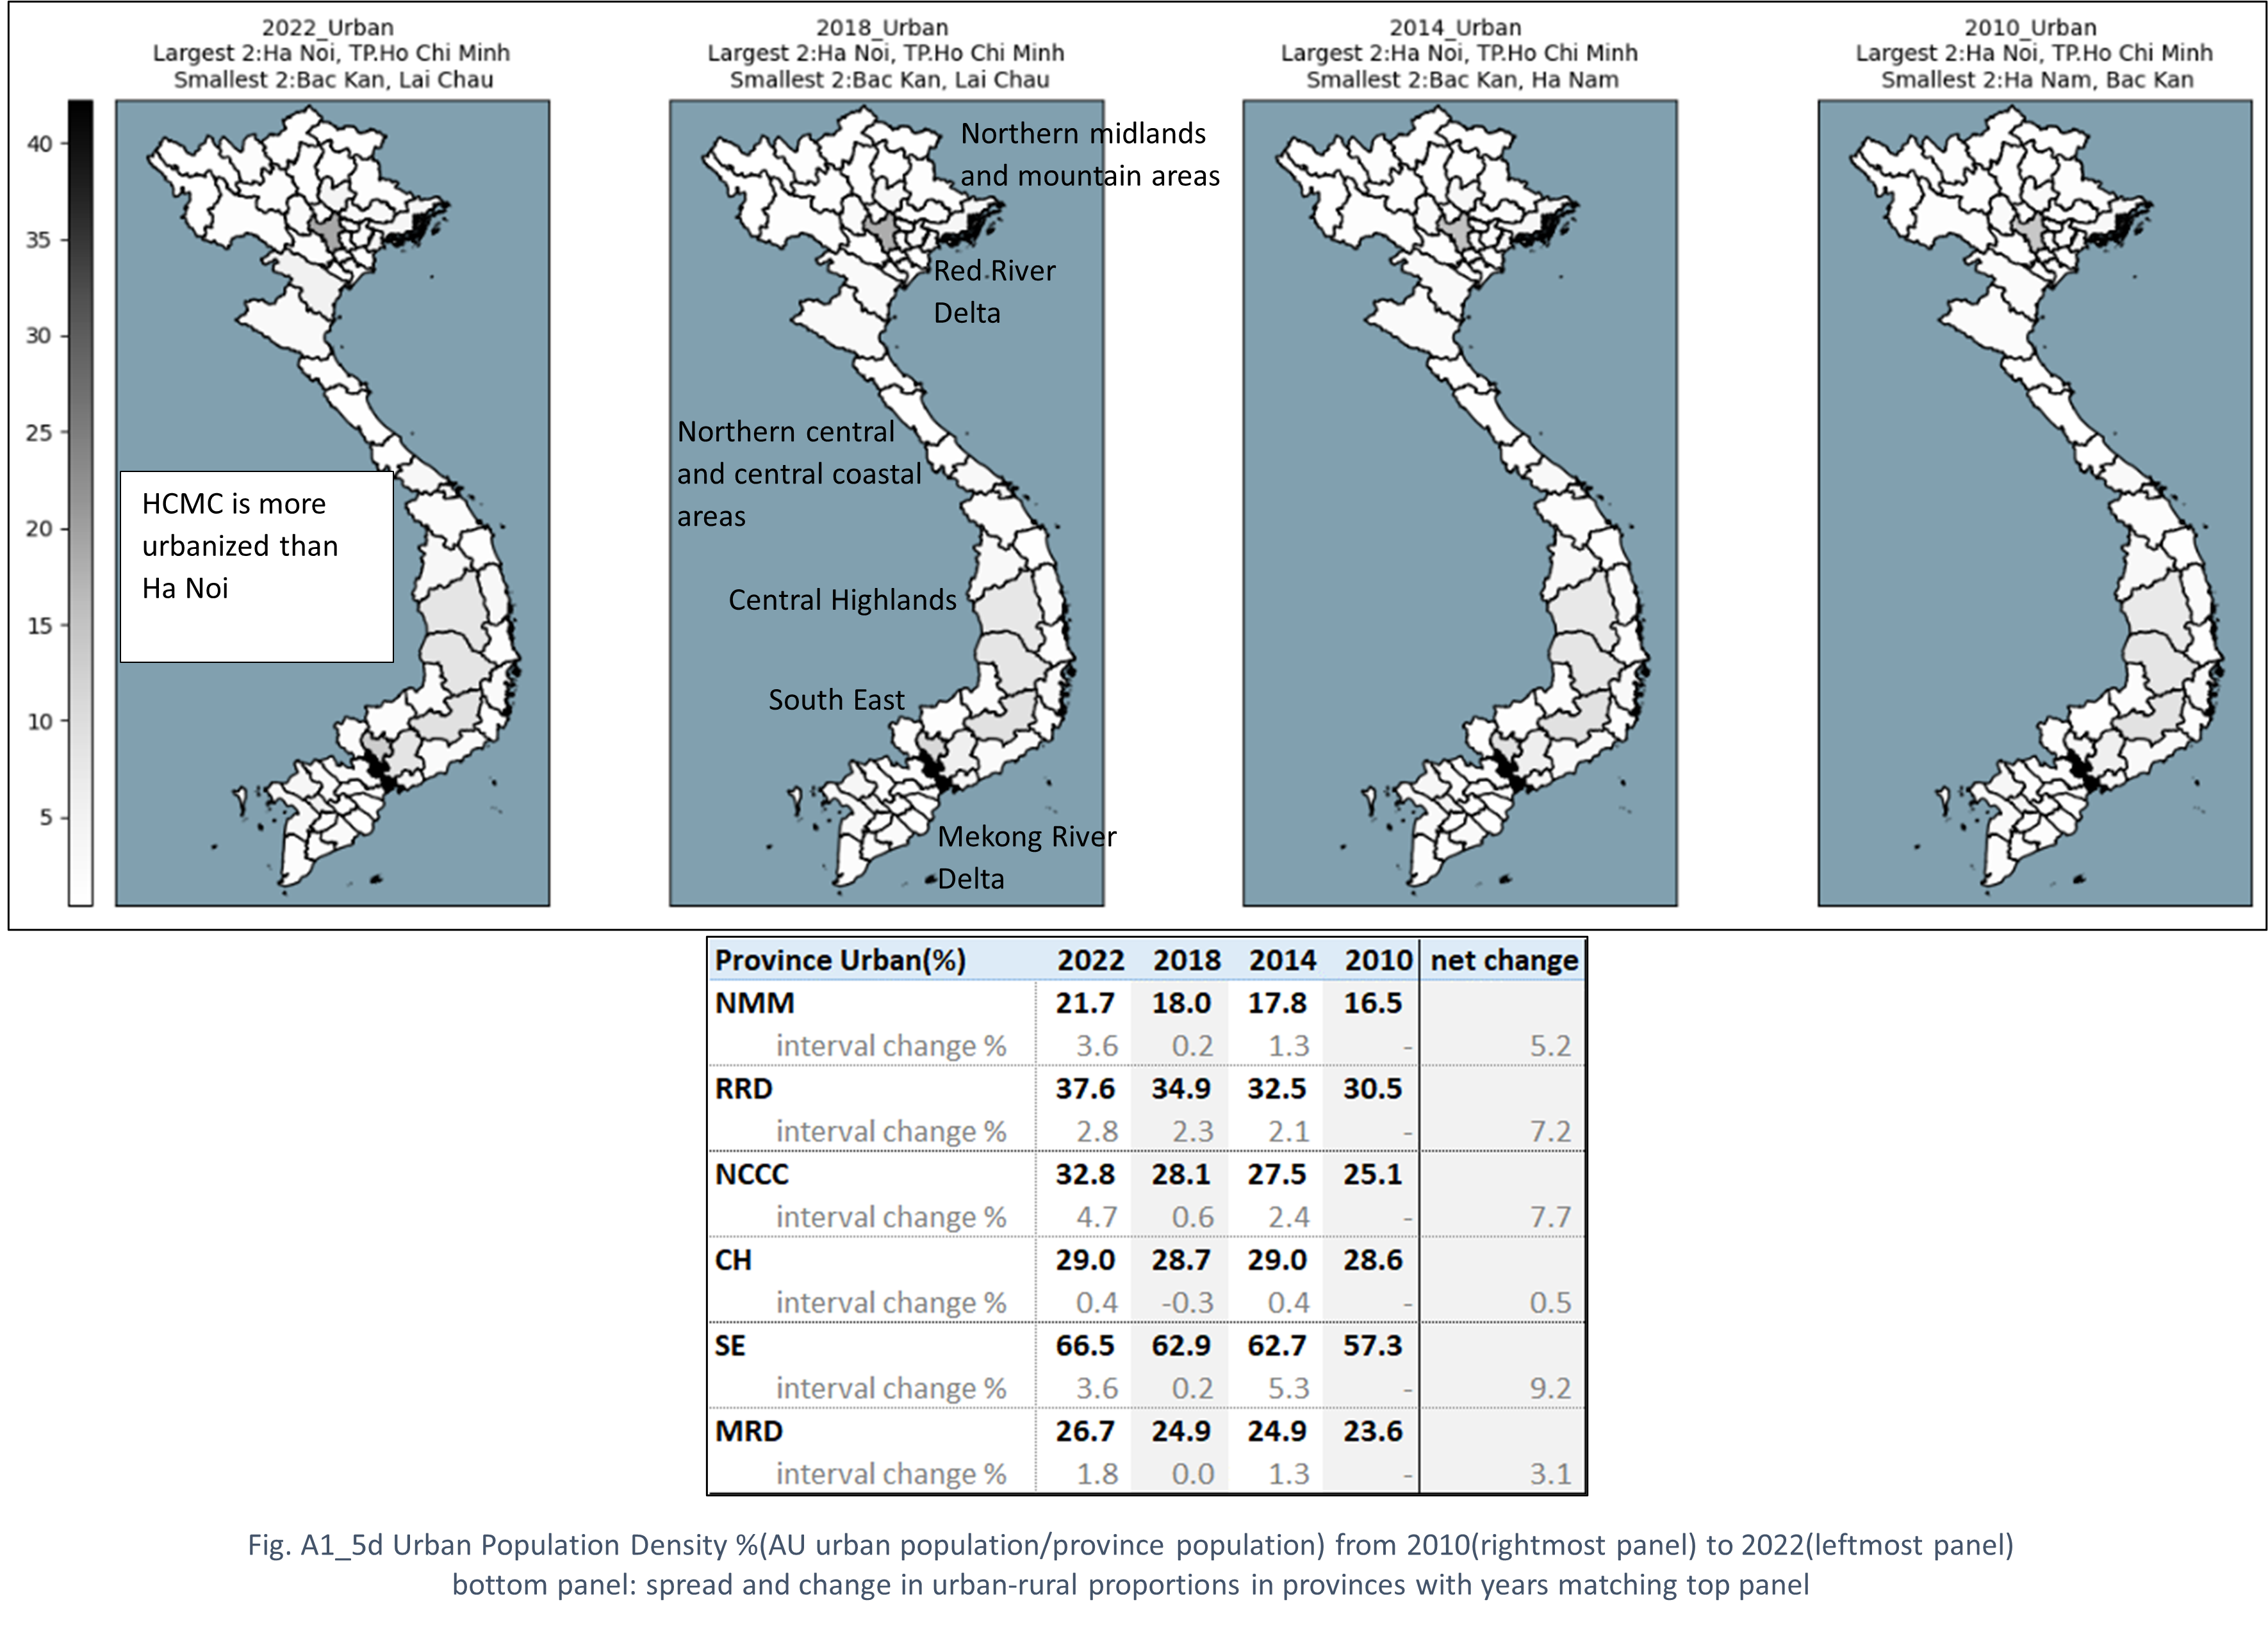 2022_Urban
Largest 2:Ha Noi, TP.Ho Chi Minh
Smallest 2:Bac Kan, Lai Chau
2018_Urban
Largest 2:Ha Noi, TP.Ho Chi Minh
Smallest 2:Bac Kan, Lai Chau
2014_Urban
Largest 2:Ha Noi, TP.Ho Chi Minh
Smallest 2:Bac Kan, Ha Nam
2010_Urban
Largest 2:Ha Noi, TP.Ho Chi Minh
Smallest 2:Ha Nam, Bac Kan
40
35
30
25
20
15
10
5
HCMC is more
urbanized than
Ha Noi
Northern midlands
and mountain areas
Red River
Delta
Northern central
and central coastal
areas
Central Highlands
South East
Mekong River
Delta
Province Urban(%) 2022 2018 2014 2010 net change
NMM 21.7 18.0 17.8 16.5
interval change % 3.6 0.2 1.3 - 5.2
RRD 37.6 34.9 32.5 30.5
interval change % 2.8 2.3 2.1 - 7.2
NCCC 32.8 28.1 27.5 25.1
interval change % 4.7 0.6 2.4 - 7.7
CH 29.0 28.7 29.0 28.6
interval change % 0.4 -0.3 0.4 - 0.5
SE 66.5 62.9 62.7 57.3
interval change % 3.6 0.2 5.3 - 9.2
MRD 26.7 24.9 24.9 23.6
interval change % 1.8 0.0 1.3 - 3.1
Fig. A1_5d Urban Population Density %(AU urban population/province population) from 2010(rightmost panel) to 2022(leftmost panel)
bottom panel: spread and change in urban-rural proportions in provinces with years matching top panel